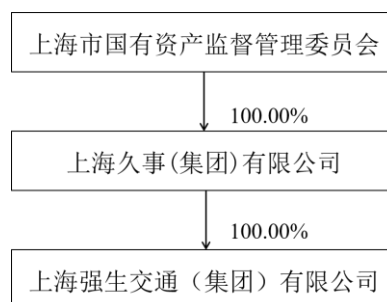 上海市国有资产监督管理委员会
100.00%
上海久事(集团)有限公司
100.00%
上海强生交通（集团）有限公司